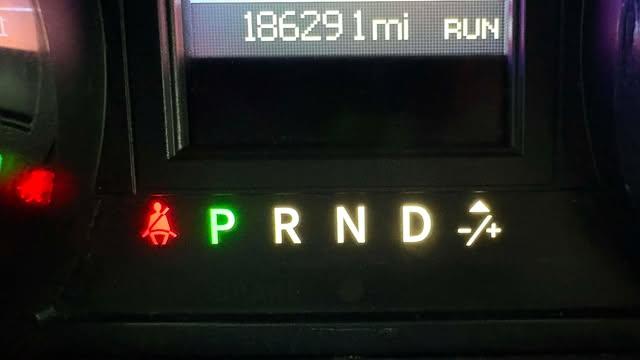 186291mi RUN
P R N D -/+